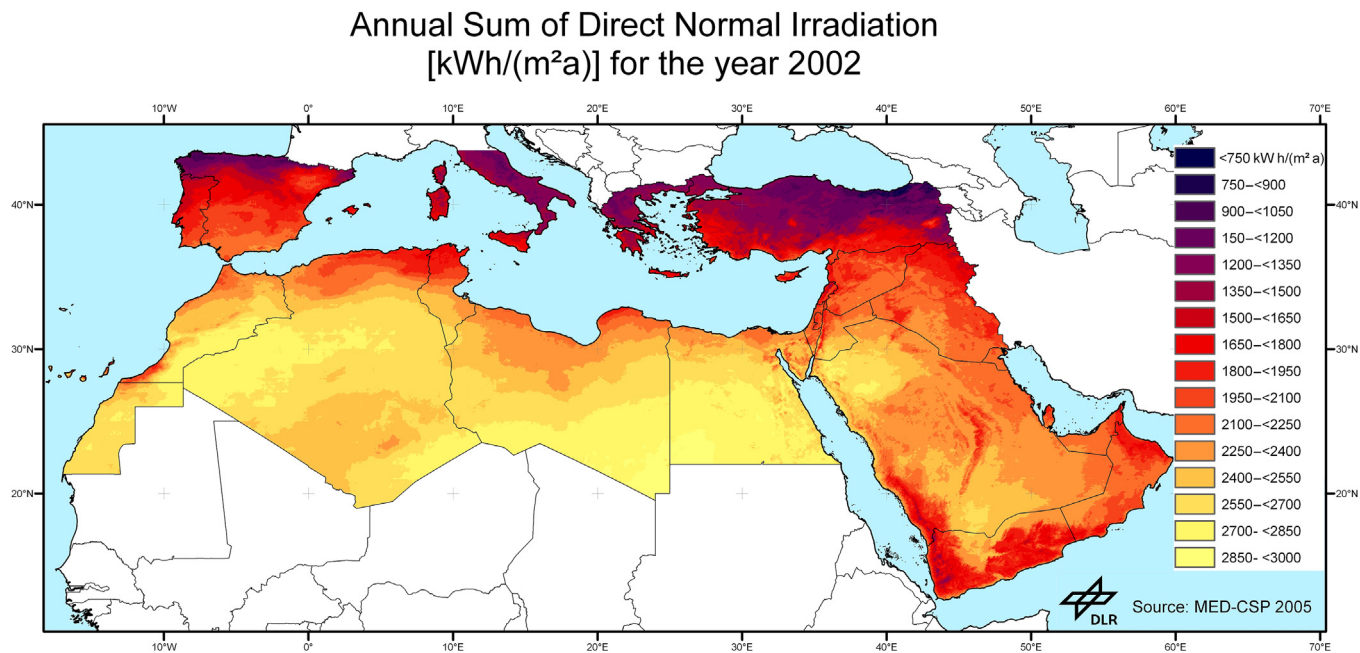 Annual Sum of Direct Normal Irradiation
[kWh/(m²a)] for the year 2002
10°W 0° 10°E 20°E 30°E 40°E 50°E 60°E 70°E
40°N 40°N
30°N 30°N
20°N 20°N
<750 kW h/(m² a)
750–<900
900–<1050
150–<1200
1200–<1350
1350–<1500
1500–<1650
1650–<1800
1800–<1950
1950–<2100
2100–<2250
2250–<2400
2400–<2550
2550–<2700
2700- <2850
2850- <3000
DLR
Source: MED-CSP 2005
10°W 0° 10°E 20°E 30°E 40°E 50°E 60°E 70°E